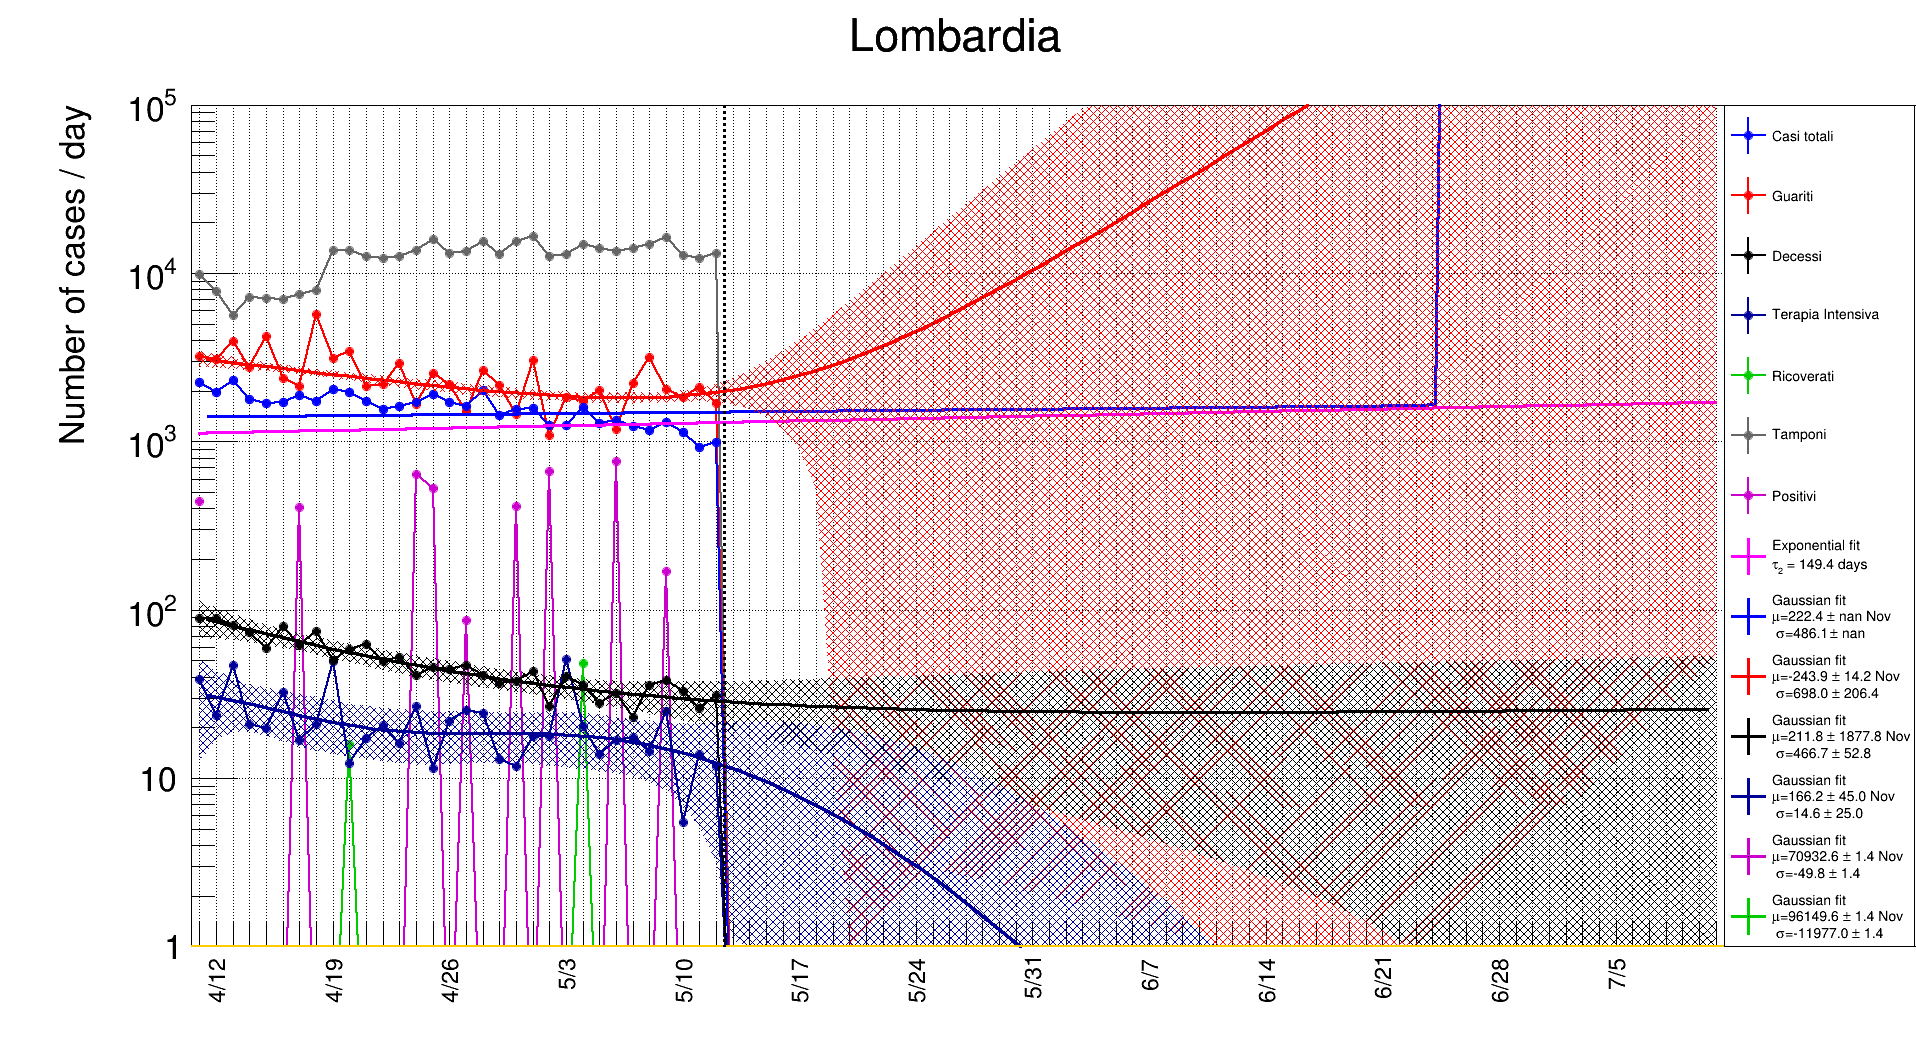 Lombardia
Number of cases / day
10^5
10^4
10^3
10^2
10
1
4/12
4/19
4/26
5/3
5/10
5/17
5/24
5/31
6/7
6/14
6/21
6/28
7/5
Casi totali
Guariti
Decessi
Terapia Intensiva
Ricoverati
Tamponi
Positivi
Exponential fit
τ₂ = 149.4 days
Gaussian fit
μ=222.4 ± nan Nov
σ=486.1 ± nan
Gaussian fit
μ=-243.9 ± 14.2 Nov
σ=698.0 ± 206.4
Gaussian fit
μ=211.8 ± 1877.8 Nov
σ=466.7 ± 52.8
Gaussian fit
μ=166.2 ± 45.0 Nov
σ=14.6 ± 25.0
Gaussian fit
μ=70932.6 ± 1.4 Nov
σ=-49.8 ± 1.4
Gaussian fit
μ=96149.6 ± 1.4 Nov
σ=-11977.0 ± 1.4